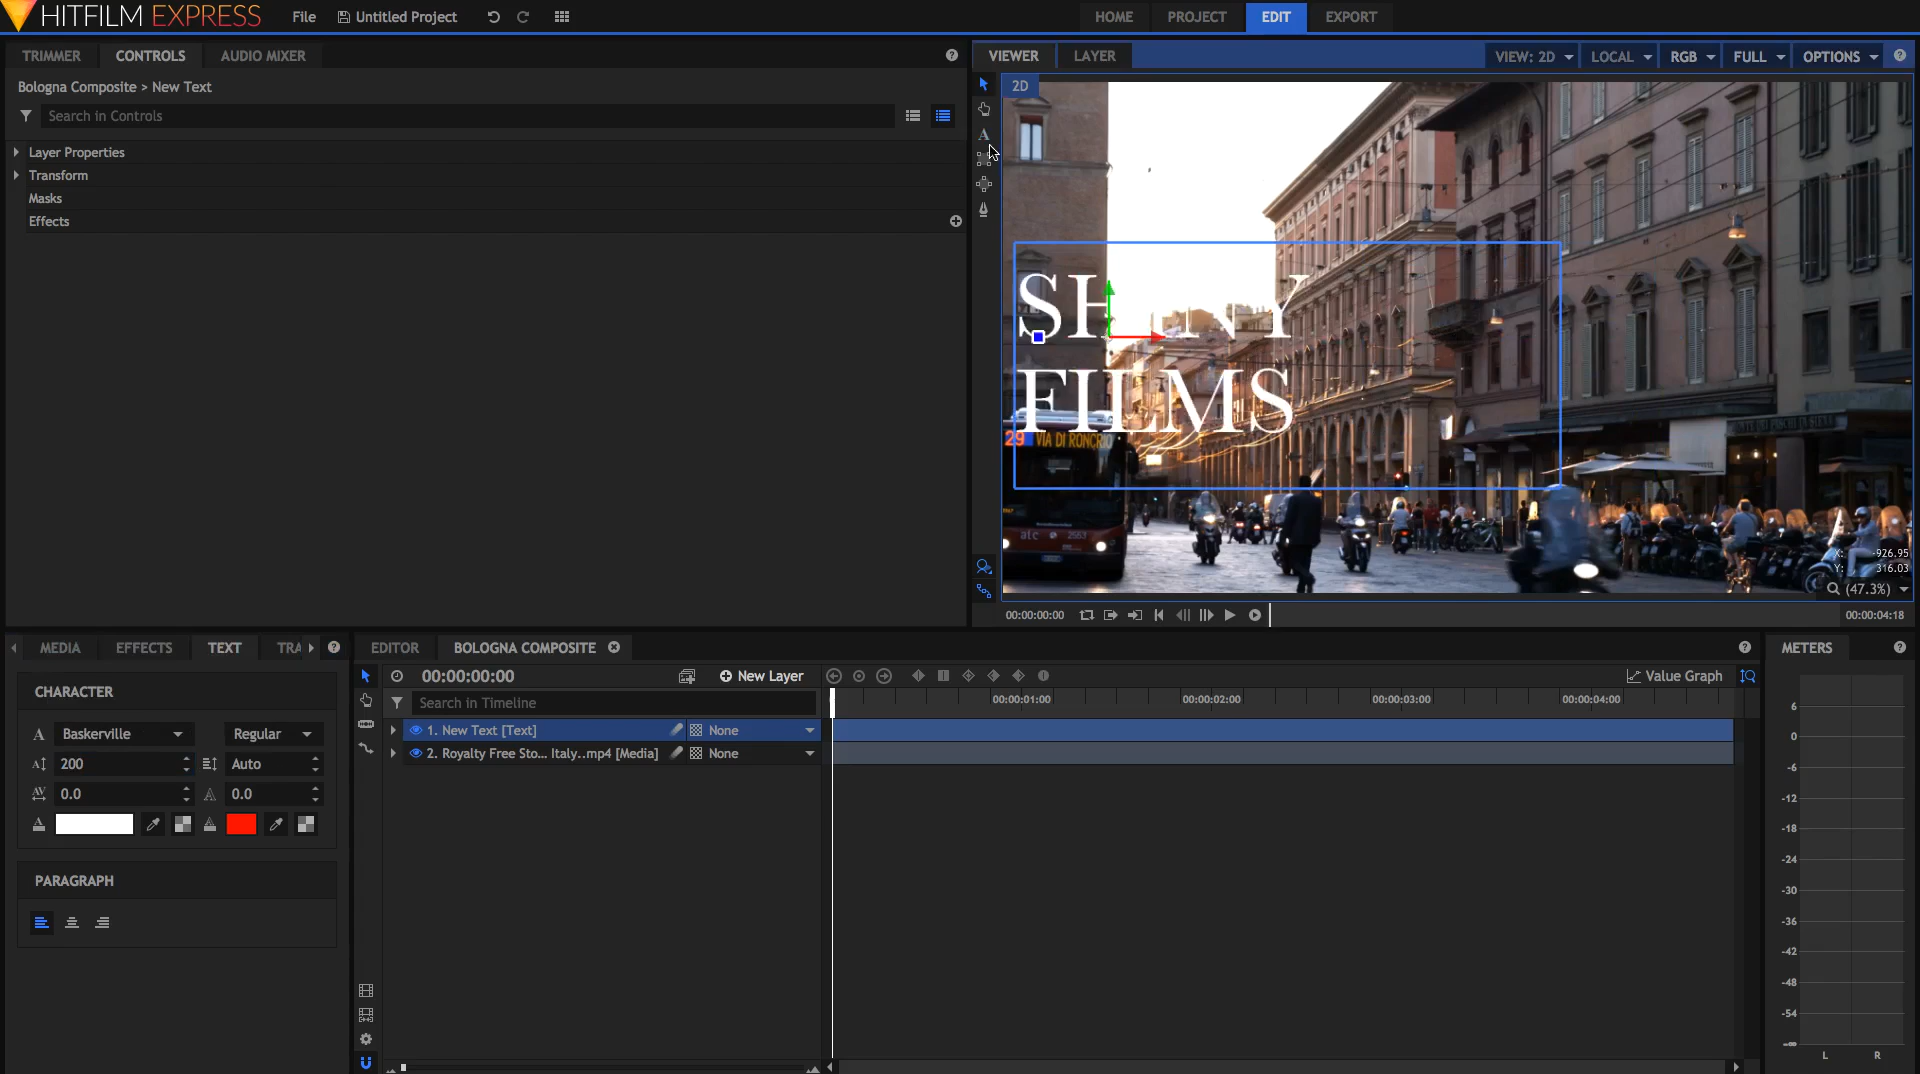 HITFILM EXPRESS
File
Untitled Project
HOME
PROJECT
EDIT
EXPORT
TRIMMER
CONTROLS
AUDIO MIXER
Bologna Composite > New Text
Search in Controls
Layer Properties
Transform
Masks
Effects
VIEWER
LAYER
VIEW: 2D
LOCAL
RGB
FULL
OPTIONS
2D
SHINY
FILMS
29 VIA DI RONCRIO
atc 2553
X: -926.95
Y: 316.03
(47.3%)
00:00:00:00
00:00:04:18
MEDIA
EFFECTS
TEXT
TRA
CHARACTER
Baskerville
Regular
200
Auto
0.0
0.0
PARAGRAPH
EDITOR
BOLOGNA COMPOSITE
00:00:00:00
New Layer
Value Graph
Search in Timeline
00:00:01:00
00:00:02:00
00:00:03:00
00:00:04:00
1. New Text [Text]
None
2. Royalty Free Sto... Italy..mp4 [Media]
None
METERS
6
0
-6
-12
-18
-24
-30
-36
-42
-48
-54
-∞
L
R